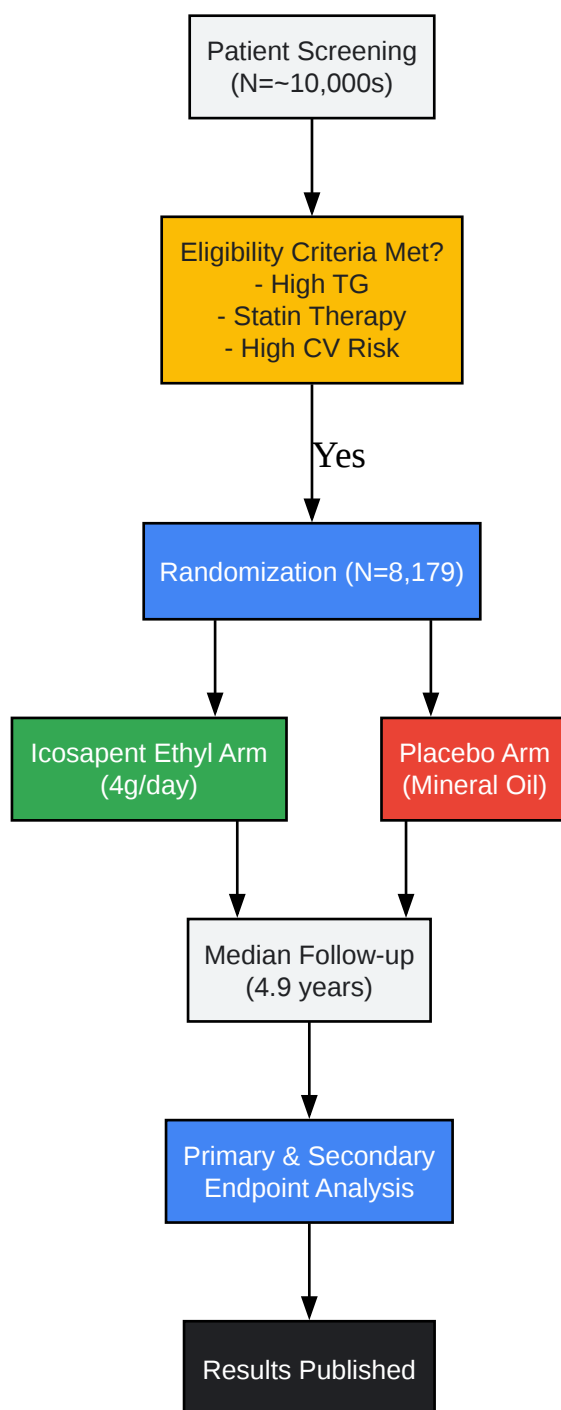 Patient Screening
(N=~10,000s)
Eligibility Criteria Met?
- High TG
- Statin Therapy
- High CV Risk
Yes
Randomization (N=8,179)
Icosapent Ethyl Arm
(4g/day)
Placebo Arm
(Mineral Oil)
Median Follow-up
(4.9 years)
Primary & Secondary
Endpoint Analysis
Results Published